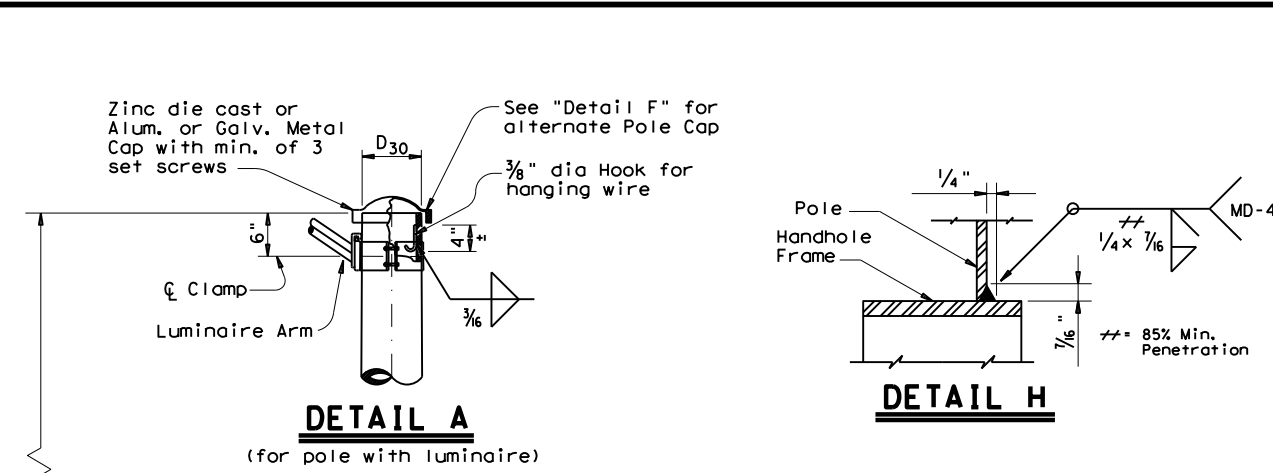 Zinc die cast or
Alum. or Galv. Metal
Cap with min. of 3
set screws
D30
See "Detail F" for
alternate Pole Cap
3/8" dia Hook for
hanging wire
6"
4"
±
℄ Clamp
Luminaire Arm
3/16
DETAIL A
(for pole with luminaire)
1/4"
Pole
Handhole
Frame
1/4 x 7/16
MD-4
7/16"
= 85% Min.
Penetration
DETAIL H